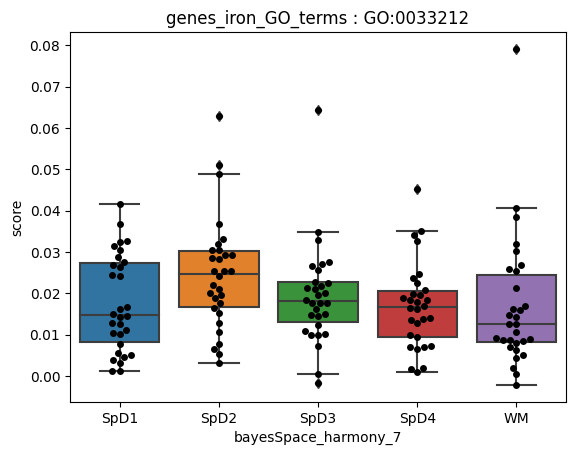 genes_iron_GO_terms : GO:0033212
0.08
0.07
0.06
0.05
0.04
0.03
0.02
0.01
0.00
score
SpD1 SpD2 SpD3 SpD4 WM
bayesSpace_harmony_7